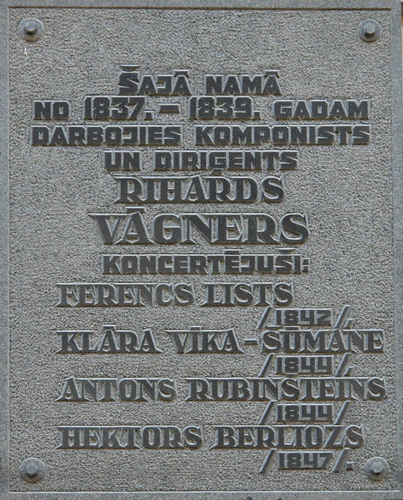 ŠAJĀ NAMĀ
NO 1837. – 1839. GADAM
DARBOJIES KOMPONISTS
UN DIRIĢENTS
RIHARDS
VĀGNERS
KONCERTĒJUŠI:
FERENCS LISTS
/1842/,
KLĀRA VĪKA-ŠŪMANE
/1844/,
ANTONS RUBINŠTEINS
/1844/,
HEKTORS BERLIOZS
/1847/.